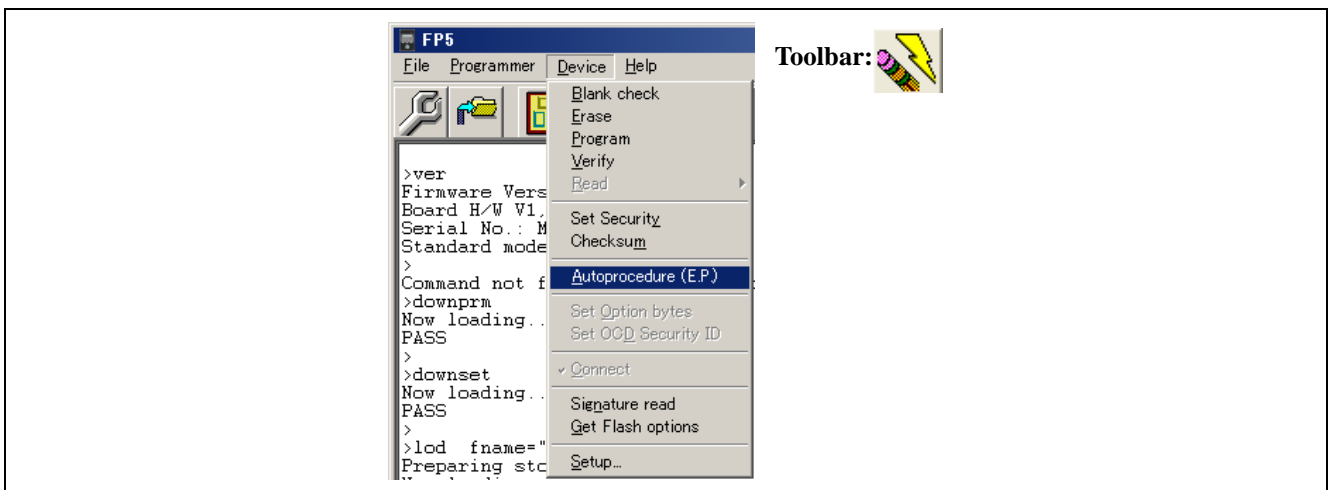 FP5
File Programmer Device Help
Toolbar:
Blank check
Erase
Program
Verify
Read
Set Security
Checksum
Autoprocedure (E.P.)
Set Option bytes
Set OCD Security ID
Connect
Signature read
Get Flash options
Setup...
>ver
Firmware Vers
Board H/W V1,
Serial No.: M
Standard mode
>
Command not f
>downprm
Now loading..
PASS
>
>downset
Now loading..
PASS
>
>lod fname="
Preparing sto